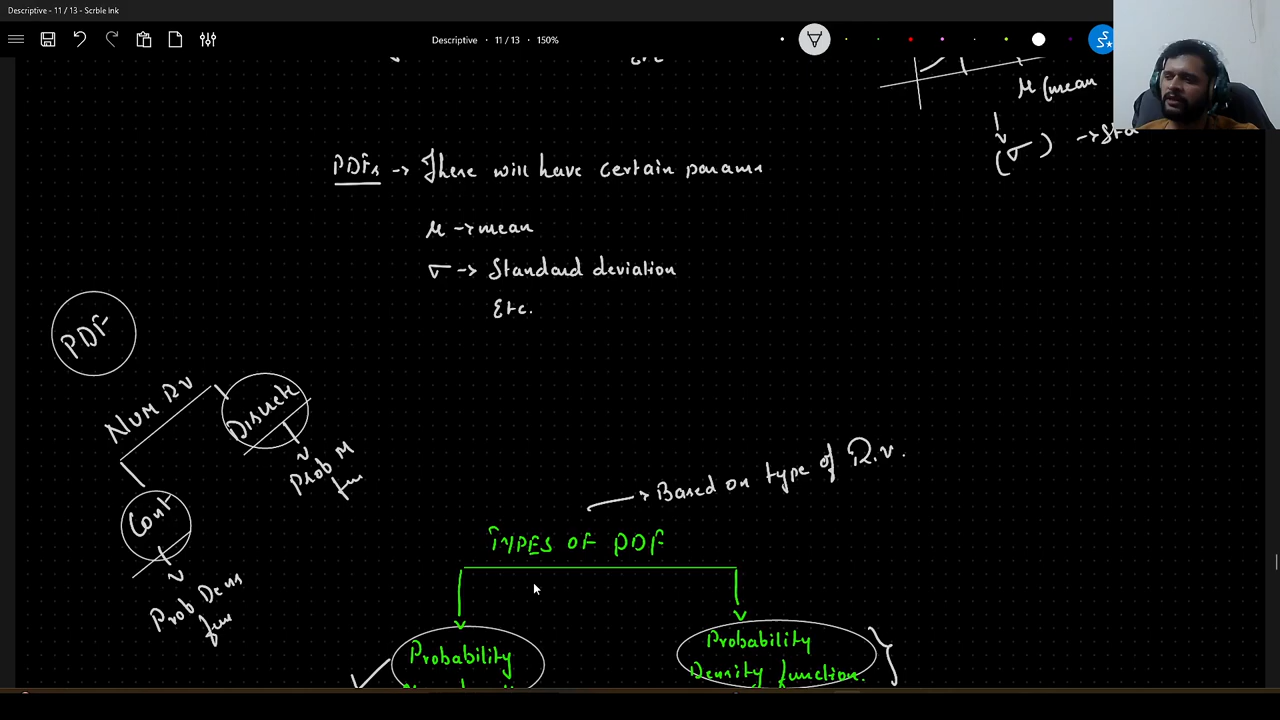 Descriptive - 11 / 13 - Scrble Ink
Descriptive • 11 / 13 • 150%
Etc
μ (mean
(σ) ->Sta
PDFs -> There will have certain params
μ -> mean
σ -> Standard deviation
Etc.
PDF
Num RV
Discrete
Prob M
fun
Cont
Prob Dens
fun
-> Based on type of R.v.
TYPES OF PDF
Probability
Probability
Density function.